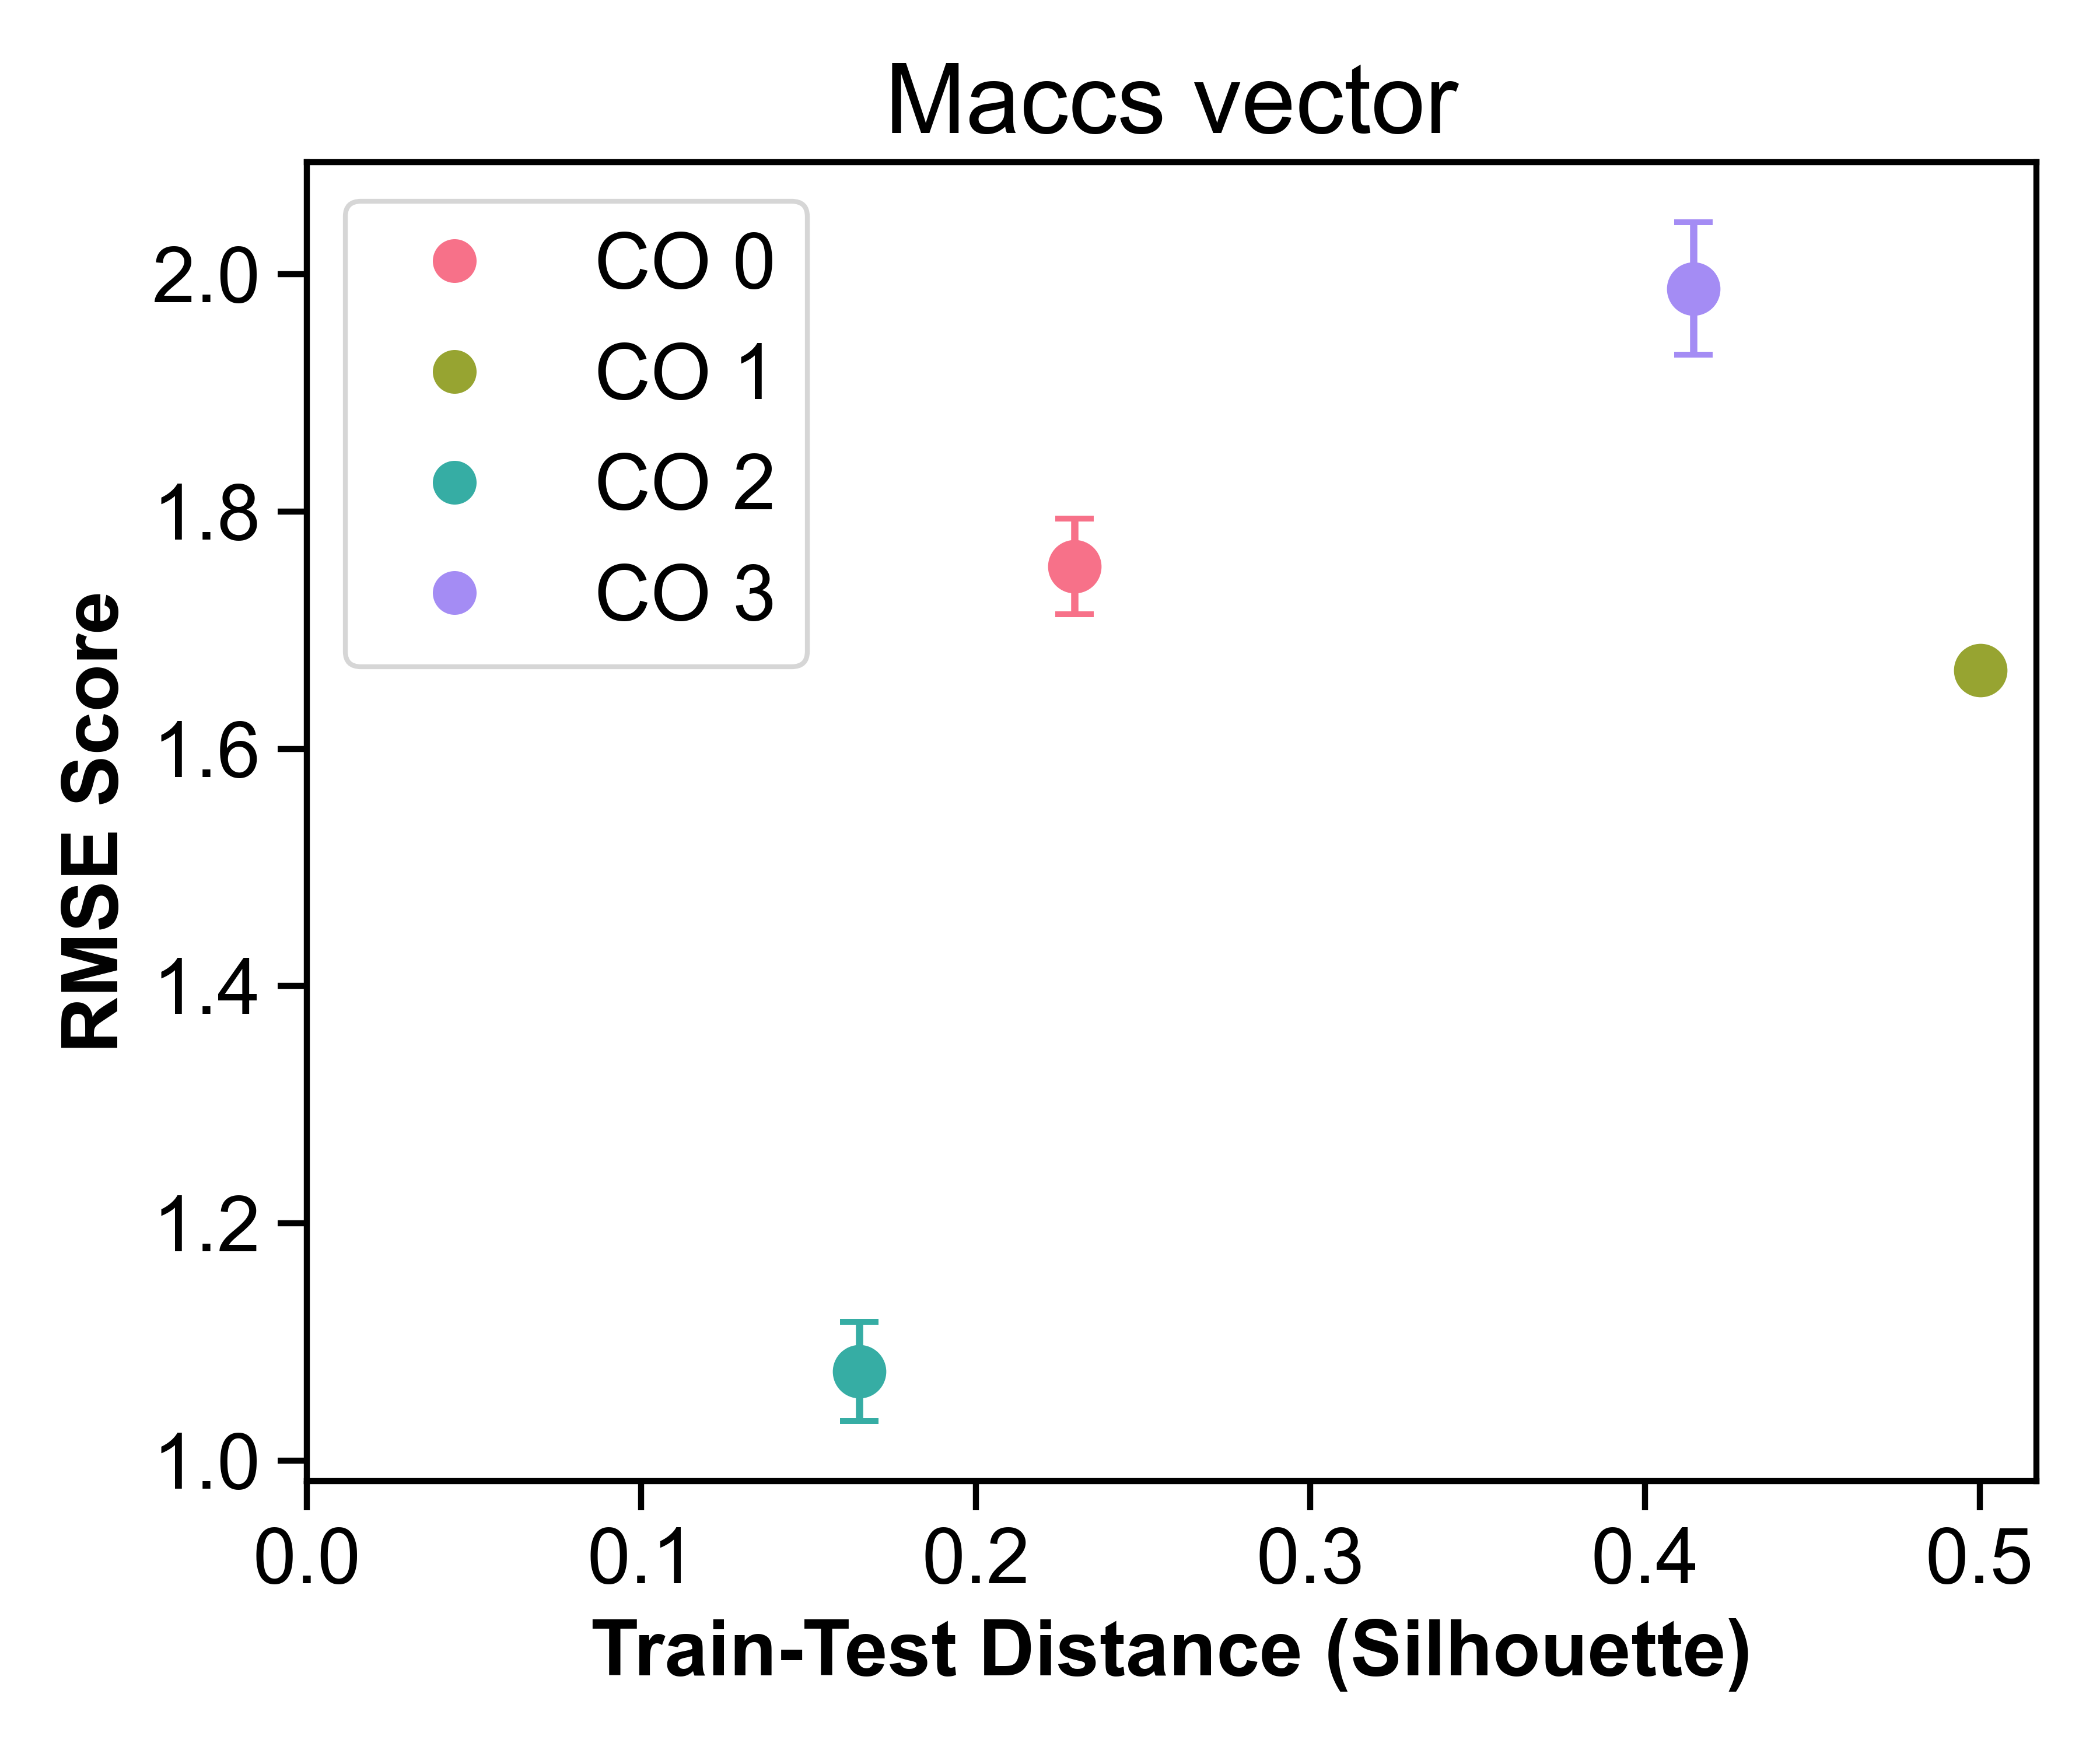 Maccs vector
CO 0
CO 1
CO 2
CO 3
RMSE Score
2.0
1.8
1.6
1.4
1.2
1.0
0.0 0.1 0.2 0.3 0.4 0.5
Train-Test Distance (Silhouette)